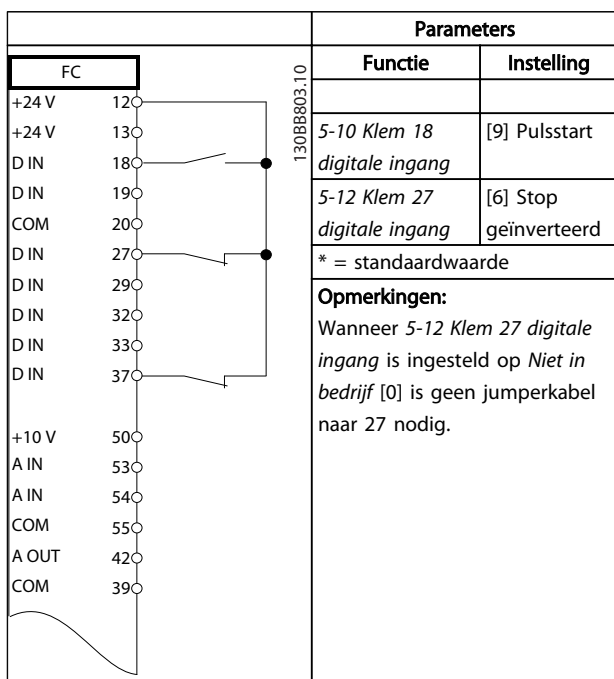 Parameters
Functie Instelling
5-10 Klem 18 [9] Pulsstart
digitale ingang
5-12 Klem 27 [6] Stop
digitale ingang geïnverteerd
* = standaardwaarde
Opmerkingen:
Wanneer 5-12 Klem 27 digitale
ingang is ingesteld op Niet in
bedrijf [0] is geen jumperkabel
naar 27 nodig.
FC
130BB803.10
+24 V 12
+24 V 13
D IN 18
D IN 19
COM 20
D IN 27
D IN 29
D IN 32
D IN 33
D IN 37
+10 V 50
A IN 53
A IN 54
COM 55
A OUT 42
COM 39